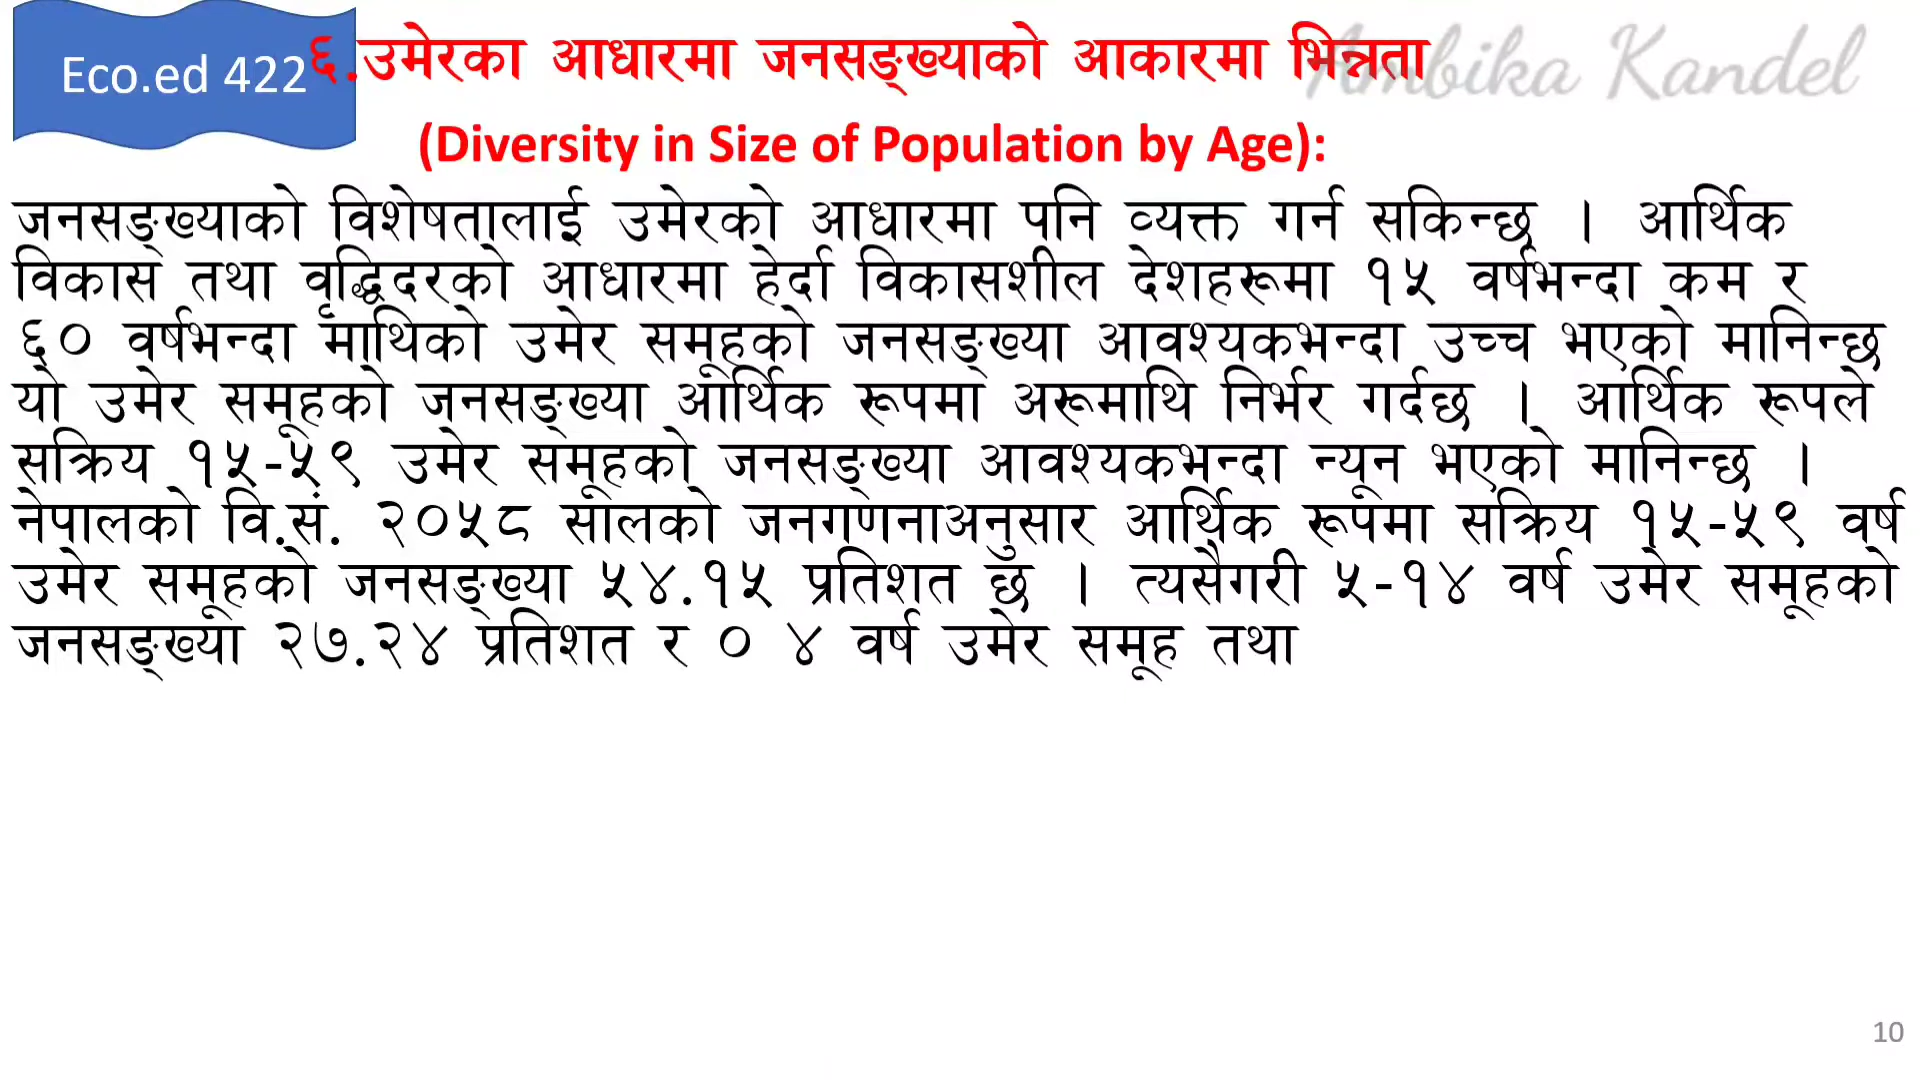 Eco.ed 422
६.उमेरका आधारमा जनसङ्ख्याको आकारमा भिन्नता
Ambika Kandel
(Diversity in Size of Population by Age):
जनसङ्ख्याको विशेषतालाई उमेरको आधारमा पनि व्यक्त गर्न सकिन्छ । आर्थिक
विकास तथा वृद्धिदरको आधारमा हेर्दा विकासशील देशहरूमा १५ वर्षभन्दा कम र
६० वर्षभन्दा माथिको उमेर समूहको जनसङ्ख्या आवश्यकभन्दा उच्च भएको मानिन्छ
यो उमेर समूहको जनसङ्ख्या आर्थिक रूपमा अरूमाथि निर्भर गर्दछ । आर्थिक रूपले
सक्रिय १५-५९ उमेर समूहको जनसङ्ख्या आवश्यकभन्दा न्यून भएको मानिन्छ ।
नेपालको वि.सं. २०५८ सालको जनगणनाअनुसार आर्थिक रूपमा सक्रिय १५-५९ वर्ष
उमेर समूहको जनसङ्ख्या ५४.१५ प्रतिशत छ । त्यसैगरी ५-१४ वर्ष उमेर समूहको
जनसङ्ख्या २७.२४ प्रतिशत र ० ४ वर्ष उमेर समूह तथा
10